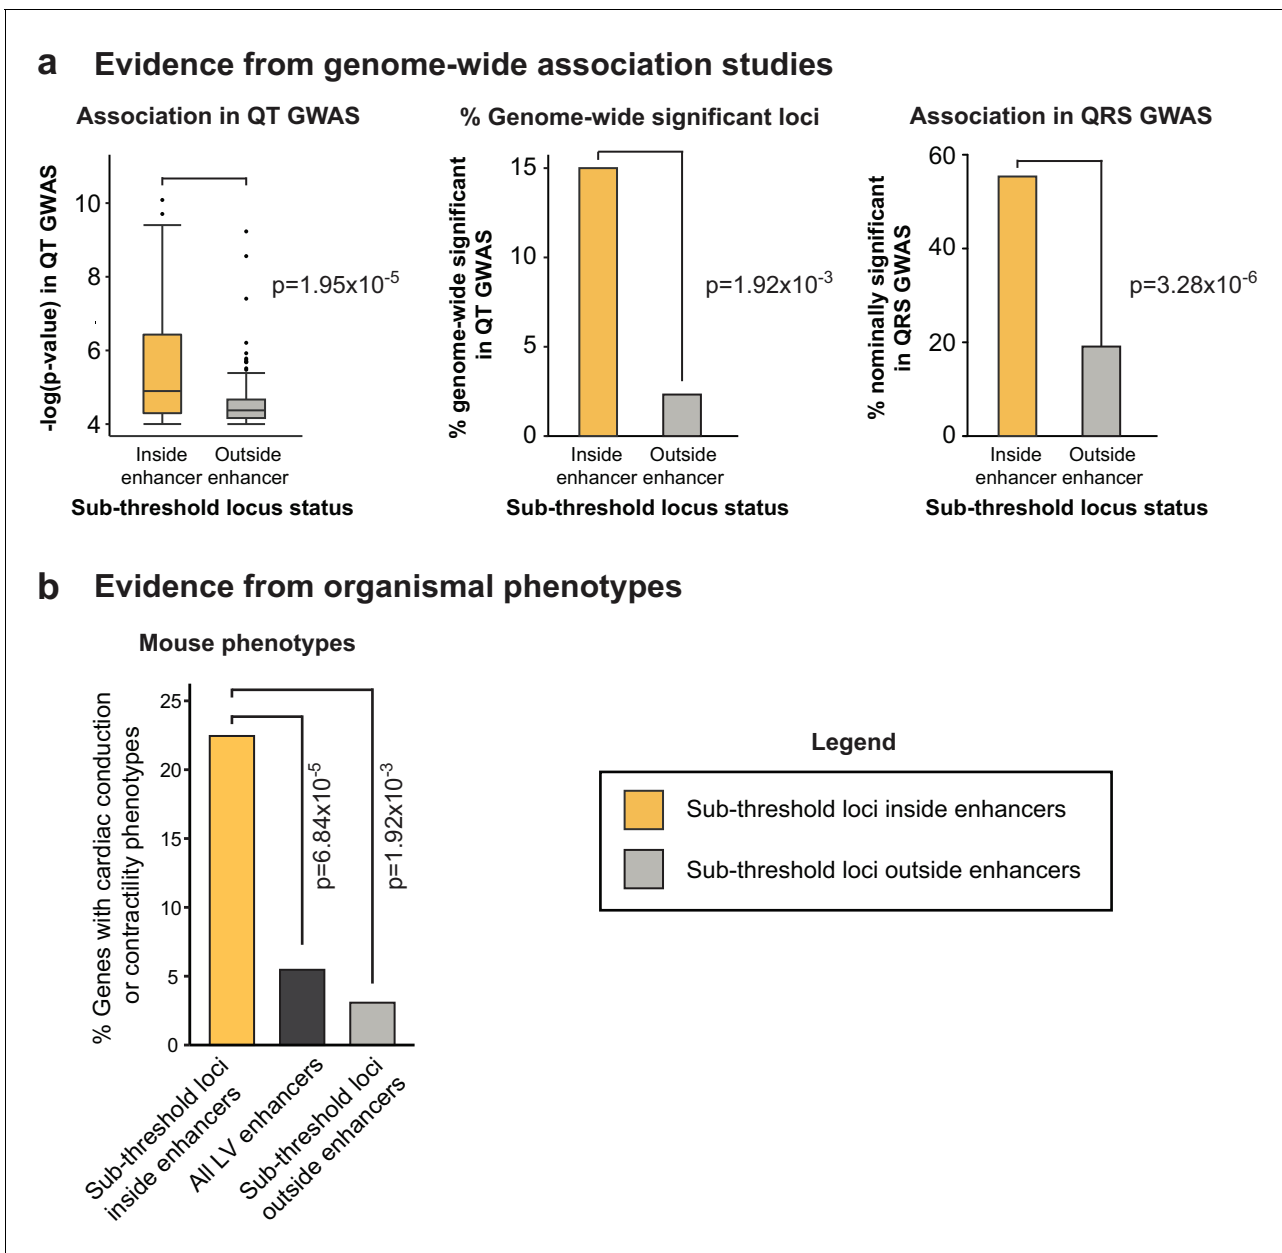 a Evidence from genome-wide association studies
Association in QT GWAS
-log(p-value) in QT GWAS
10
8
6
4
p=1.95x10-5
Inside enhancer
Outside enhancer
Sub-threshold locus status
% Genome-wide significant loci
% genome-wide significant
in QT GWAS
15
10
5
0
p=1.92x10-3
Inside enhancer
Outside enhancer
Sub-threshold locus status
Association in QRS GWAS
% nominally significant
in QRS GWAS
60
40
20
0
p=3.28x10-6
Inside enhancer
Outside enhancer
Sub-threshold locus status
b Evidence from organismal phenotypes
Mouse phenotypes
% Genes with cardiac conduction
or contractility phenotypes
25
20
15
10
5
0
p=6.84x10-5
p=1.92x10-3
Sub-threshold loci
inside enhancers
All LV enhancers
Sub-threshold loci
outside enhancers
Legend
Sub-threshold loci inside enhancers
Sub-threshold loci outside enhancers